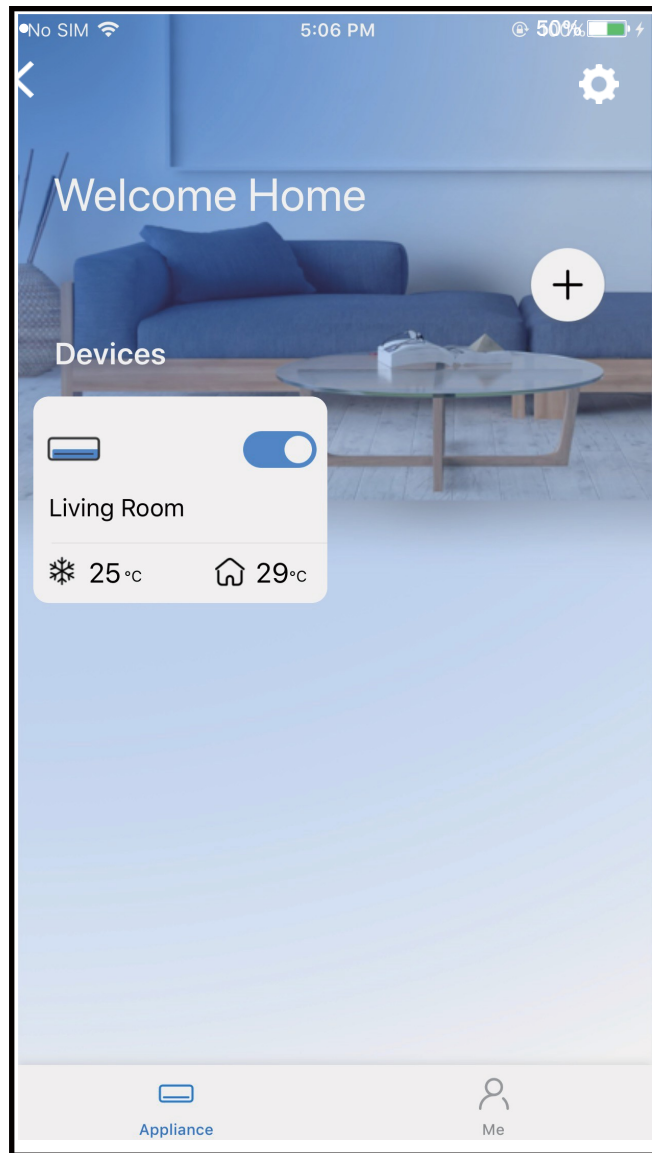 No SIM 5:06 PM 50%
Welcome Home
+
Devices
Living Room
25 °C 29 °C
Appliance Me